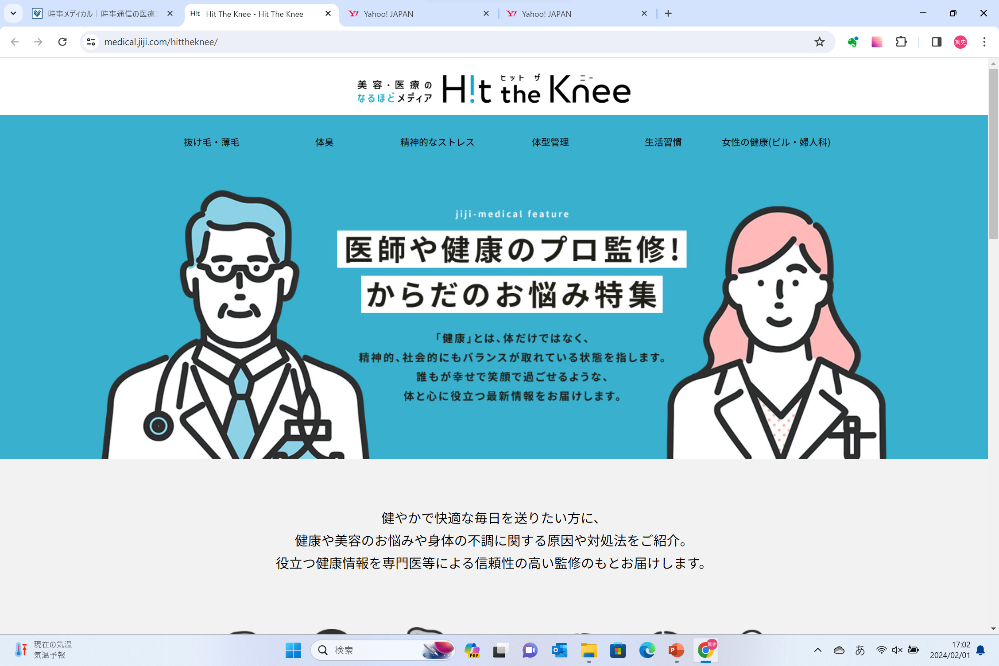 時事メディカル｜時事通信の医療ニ
Hit The Knee - Hit The Knee
Yahoo! JAPAN
Yahoo! JAPAN
medical.jiji.com/hittheknee/
篤史
美容・医療の
なるほどメディア
ヒット ザ ニー
H!t the Knee
抜け毛・薄毛
体臭
精神的なストレス
体型管理
生活習慣
女性の健康(ピル・婦人科)
jiji-medical feature
医師や健康のプロ監修!
からだのお悩み特集
「健康」とは、体だけではなく、
精神的、社会的にもバランスが取れている状態を指します。
誰もが幸せで笑顔で過ごせるような、
体と心に役立つ最新情報をお届けします。
健やかで快適な毎日を送りたい方に、
健康や美容のお悩みや身体の不調に関する原因や対処法をご紹介。
役立つ健康情報を専門医等による信頼性の高い監修のもとお届けします。
現在の気温
気温予報
検索
PRE
篤史
あ
17:02
2024/02/01